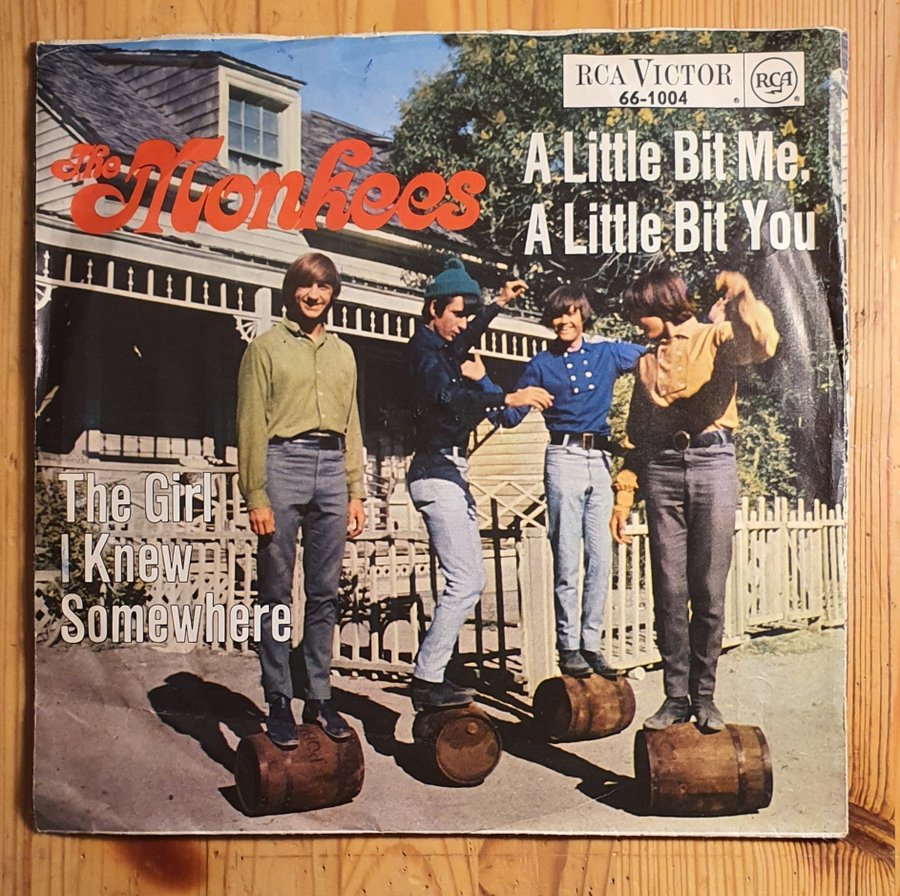 RCA VICTOR
66-1004
RCA
The Monkees
A Little Bit Me,
A Little Bit You
The Girl
I Knew
Somewhere